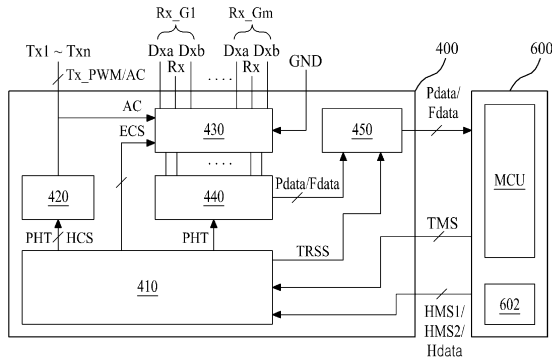 Rx_G1 Rx_Gm
Tx1 ~ Txn Dxa Dxb Dxa Dxb
Rx Rx GND 400 600
Tx_PWM/AC
Pdata/
Fdata
AC
ECS 430 450
MCU
420 440 Pdata/Fdata
PHT HCS PHT TRSS TMS
410 602
HMS1/
HMS2/
Hdata